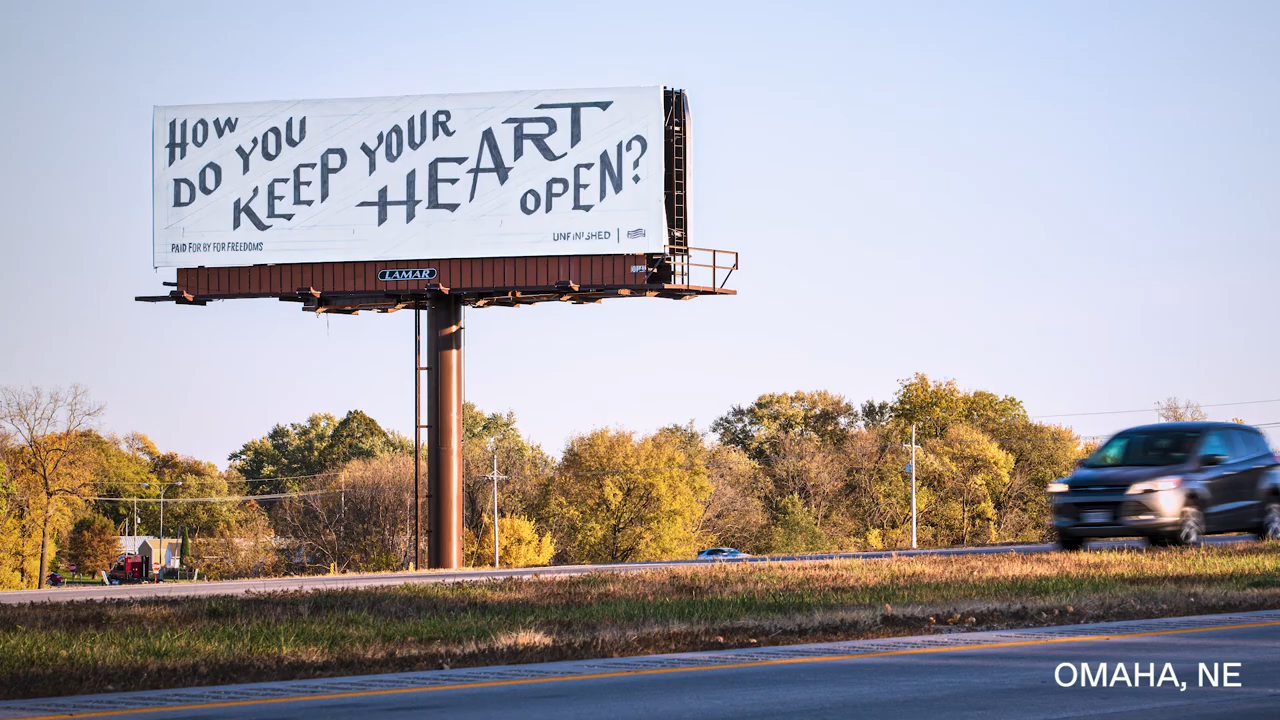 HOW
DO YOU
KEEP YOUR
HEART
OPEN?
PAID FOR BY FOR FREEDOMS
UNFINISHED
LAMAR
OMAHA, NE